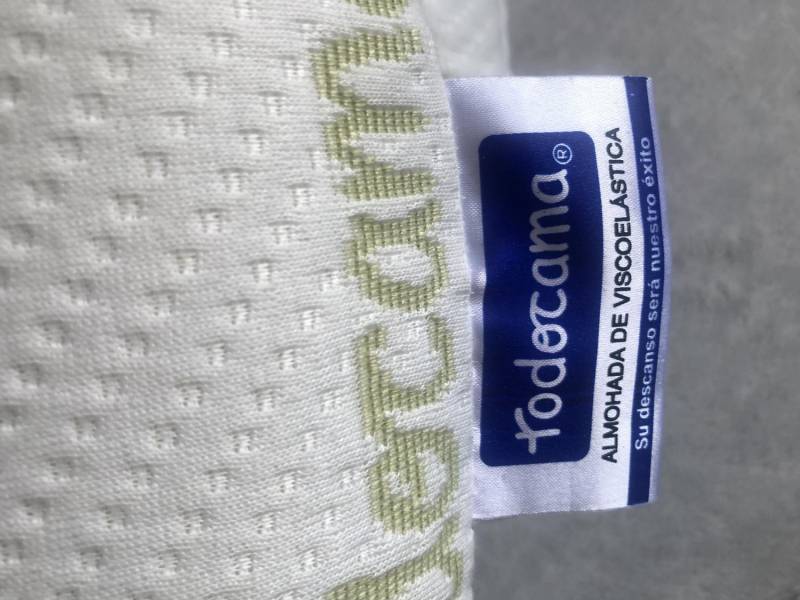 todocama®
ALMOHADA DE VISCOELÁSTICA
Su descanso será nuestro éxito